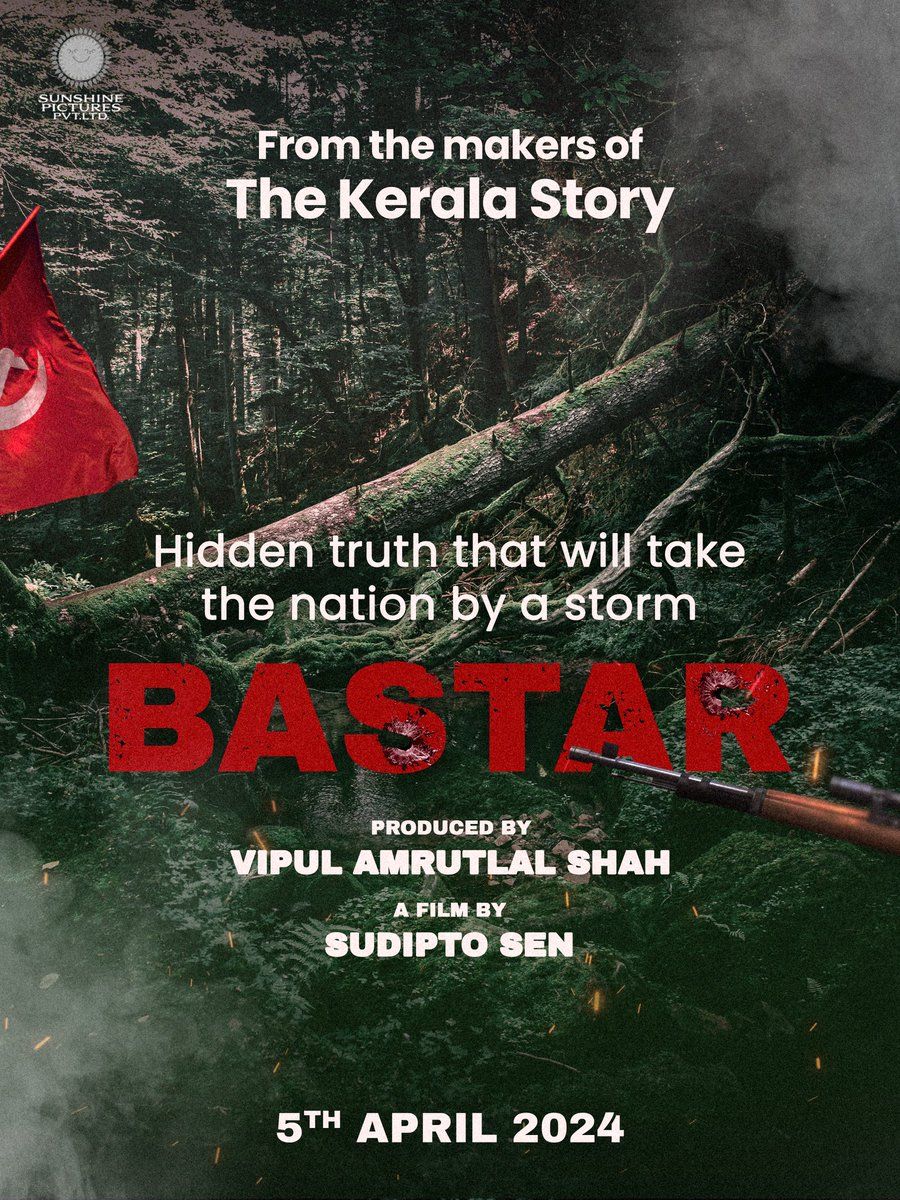 SUNSHINE
PICTURES
PVT.LTD.
From the makers of
The Kerala Story
Hidden truth that will take
the nation by a storm
BASTAR
PRODUCED BY
VIPUL AMRUTLAL SHAH
A FILM BY
SUDIPTO SEN
5TH APRIL 2024